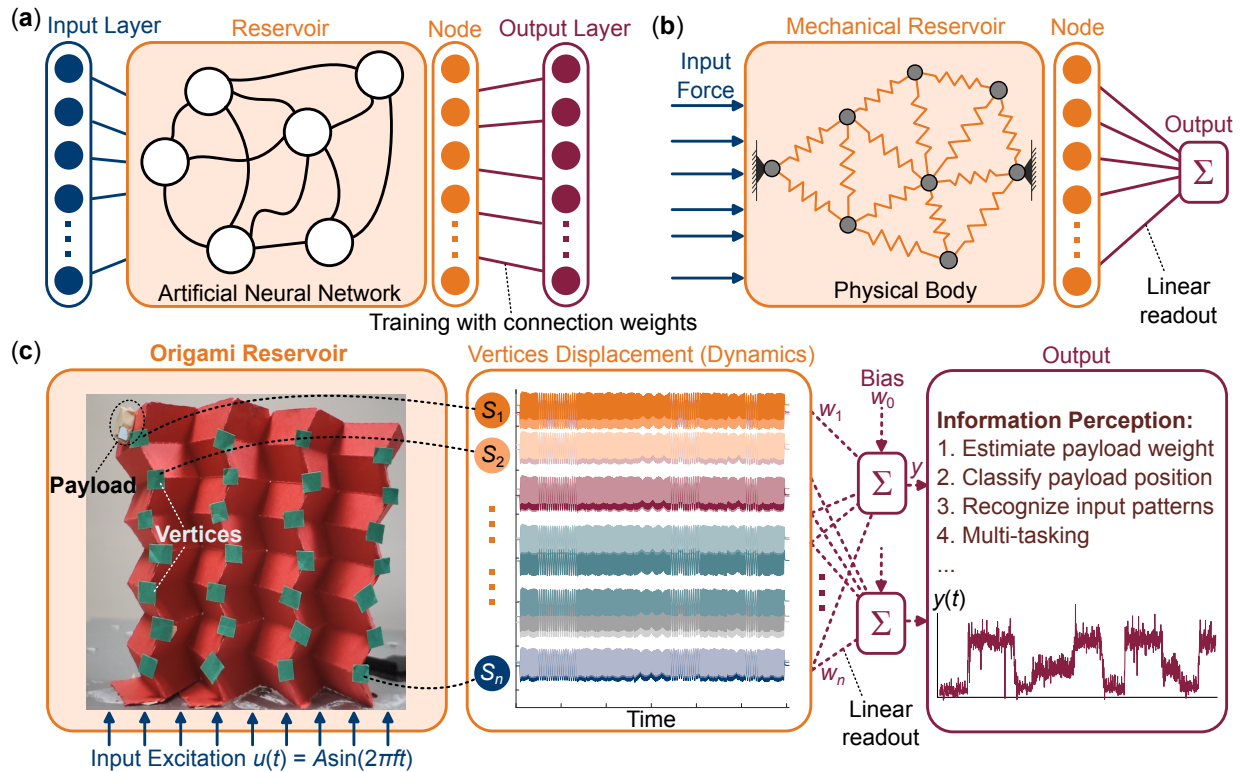 (a)
Input Layer
Reservoir
Node
Output Layer
Artificial Neural Network
Training with connection weights
(b)
Mechanical Reservoir
Node
Input
Force
Output
Σ
Physical Body
Linear
readout
(c)
Origami Reservoir
Payload
Vertices
Input Excitation u(t) = Asin(2πft)
Vertices Displacement (Dynamics)
S1
S2
Sn
Time
Bias
w0
w1
wn
Σ
y
Σ
Linear
readout
Output
Information Perception:
1. Estimiate payload weight
2. Classify payload position
3. Recognize input patterns
4. Multi-tasking
...
y(t)